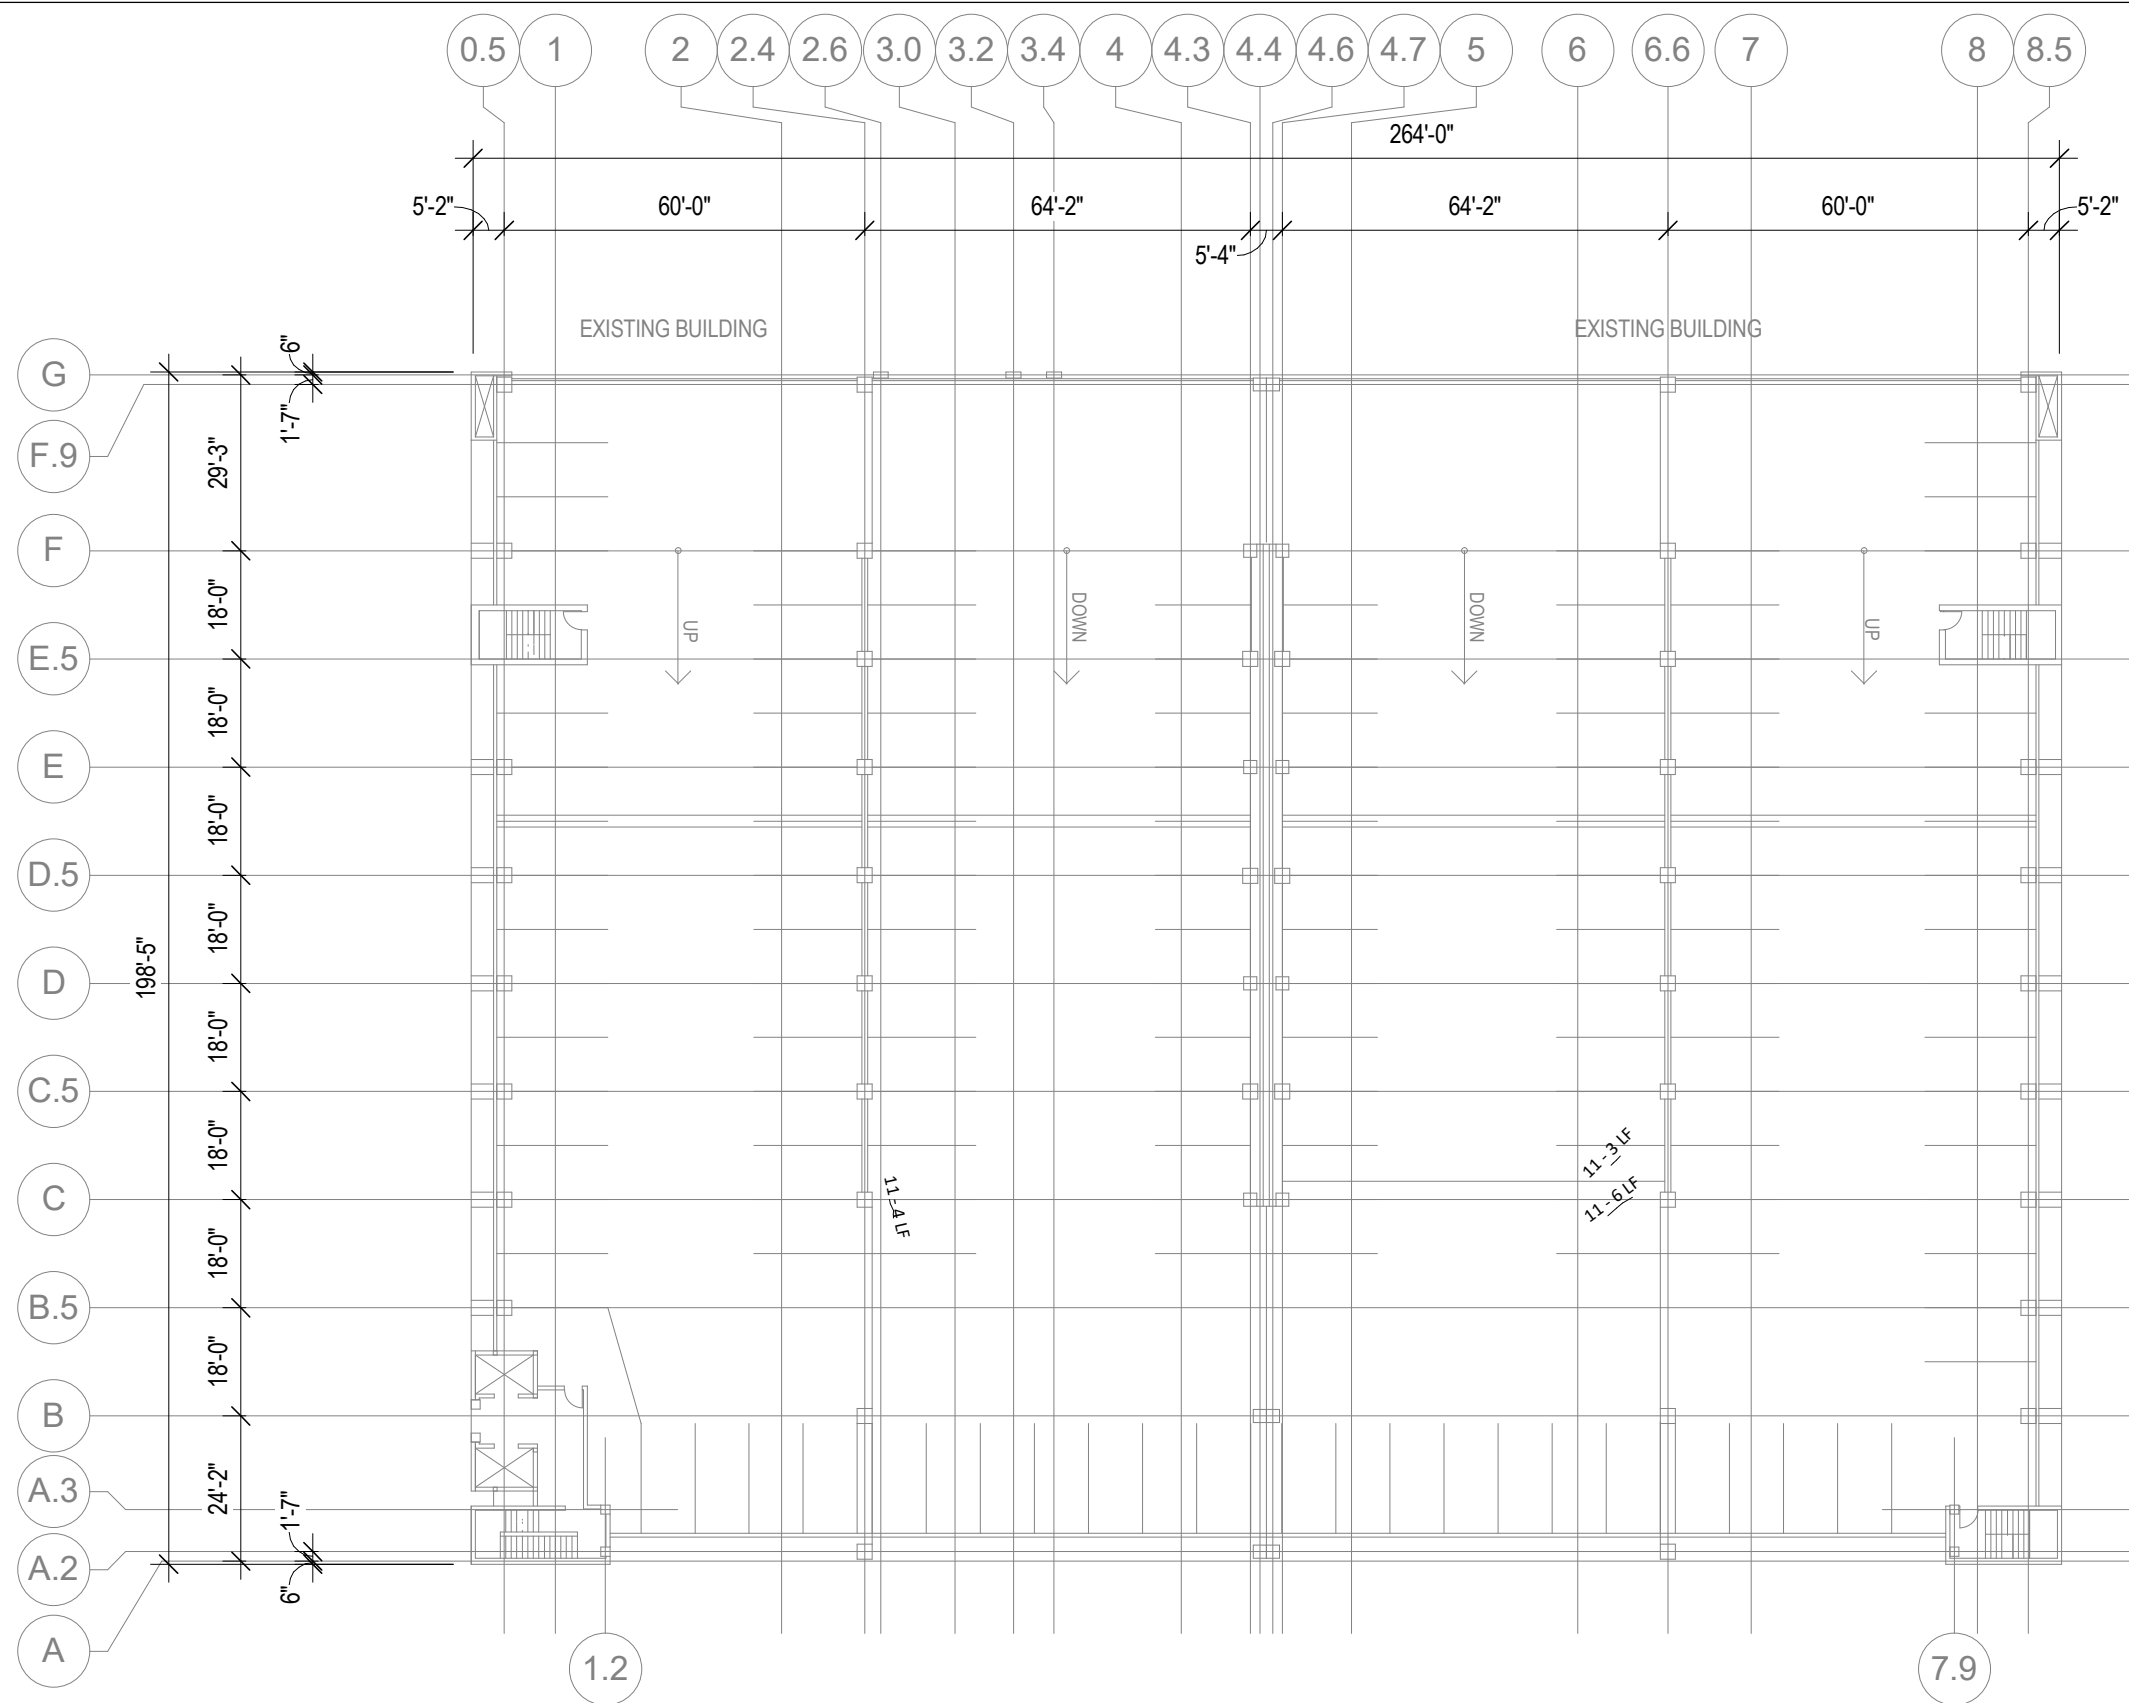 0.5 1 2 2.4 2.6 3.0 3.2 3.4 4 4.3 4.4 4.6 4.7 5 6 6.6 7 8 8.5
264'-0"
5'-2" 60'-0" 64'-2" 64'-2" 60'-0" 5'-2"
5'-4"
EXISTING BUILDING EXISTING BUILDING
G
6"
1'-7"
F.9
29'-3"
F
18'-0"
UP DOWN DOWN UP
E.5
18'-0"
E
18'-0"
D.5
18'-0"
198'-5"
D
18'-0"
C.5
18'-0"
11 - 3 LF
C
11 - 4 LF
11 - 6 LF
18'-0"
B.5
18'-0"
B
A.3
24'-2"
1'-7"
A.2
6"
A
1.2 7.9